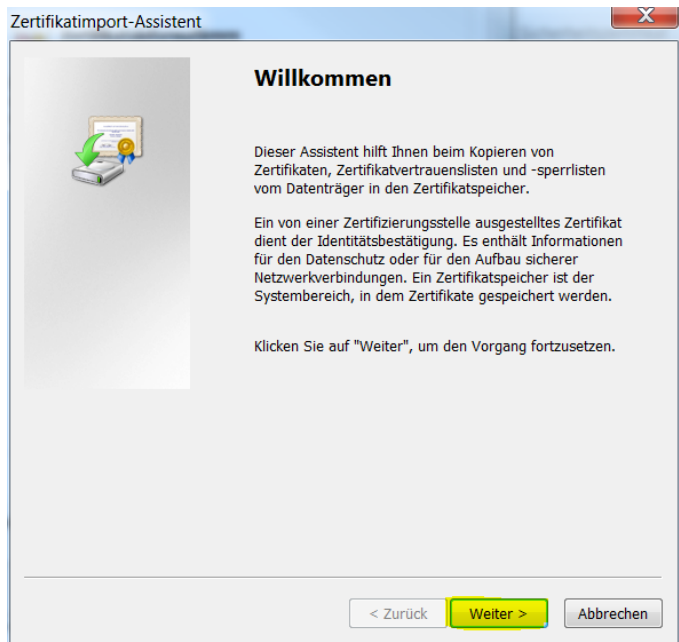 Zertifikatimport-Assistent
Willkommen
Dieser Assistent hilft Ihnen beim Kopieren von
Zertifikaten, Zertifikatvertrauenslisten und -sperrlisten
vom Datenträger in den Zertifikatspeicher.
Ein von einer Zertifizierungsstelle ausgestelltes Zertifikat
dient der Identitätsbestätigung. Es enthält Informationen
für den Datenschutz oder für den Aufbau sicherer
Netzwerkverbindungen. Ein Zertifikatspeicher ist der
Systembereich, in dem Zertifikate gespeichert werden.
Klicken Sie auf "Weiter", um den Vorgang fortzusetzen.
< Zurück Weiter > Abbrechen